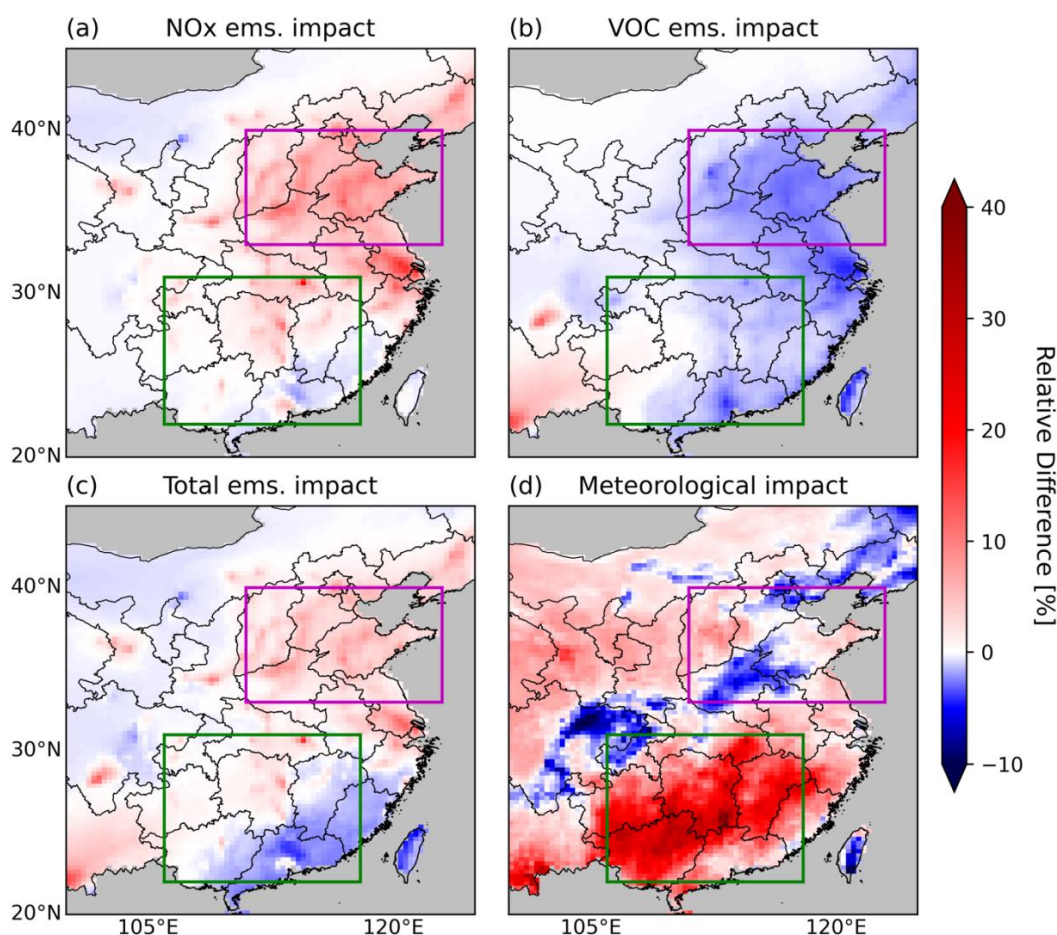 (a) NOx ems. impact
(b) VOC ems. impact
40°N
30°N
20°N
(c) Total ems. impact
(d) Meteorological impact
40°N
30°N
20°N
105°E
120°E
105°E
120°E
40
30
20
10
0
−10
Relative Difference [%]